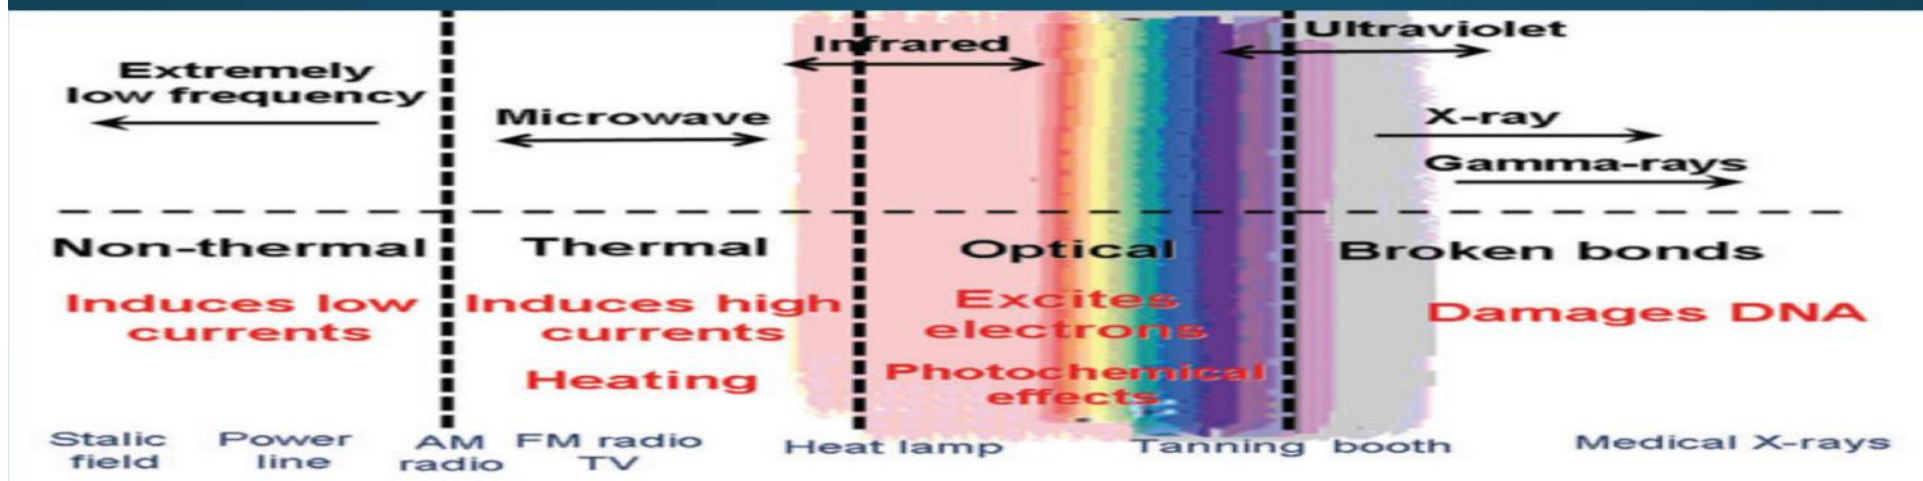 Extremely
low frequency
Microwave
Infrared
Ultraviolet
X-ray
Gamma-rays
Non-thermal
Induces low
currents
Thermal
Induces high
currents
Heating
Optical
Excites
electrons
Photochemical
effects
Broken bonds
Damages DNA
Stalic
field
Power
line
AM
radio
FM radio
TV
Heat lamp
Tanning booth
Medical X-rays